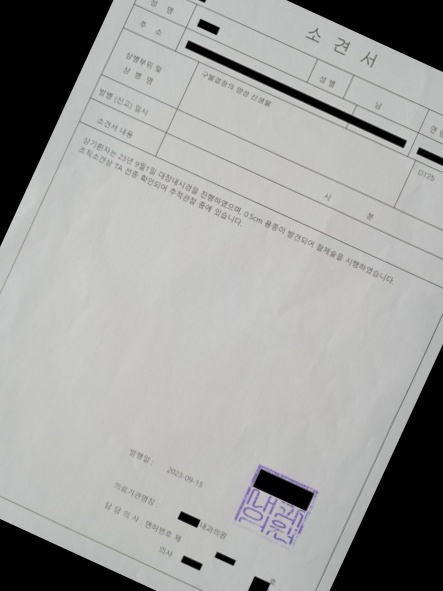 소 견 서
성 명
성별
남
연 령
주 소
상병부위 및
상 병 명
구불결장의 양성 신생물
D125
발병 (신고) 일시
시 분
소견서 내용
상기환자는 23년 9월1일 대장내시경을 진행하였으며, 0.5cm 용종이 발견되어 절제술을 시행하였습니다.
조직소견상 TA 선종 확인되어 추적관찰 중에 있습니다.
발행일 : 2023-09-15
의료기관명칭 : 내과의원
담 당 의 사 : 면허번호 제 호
의사